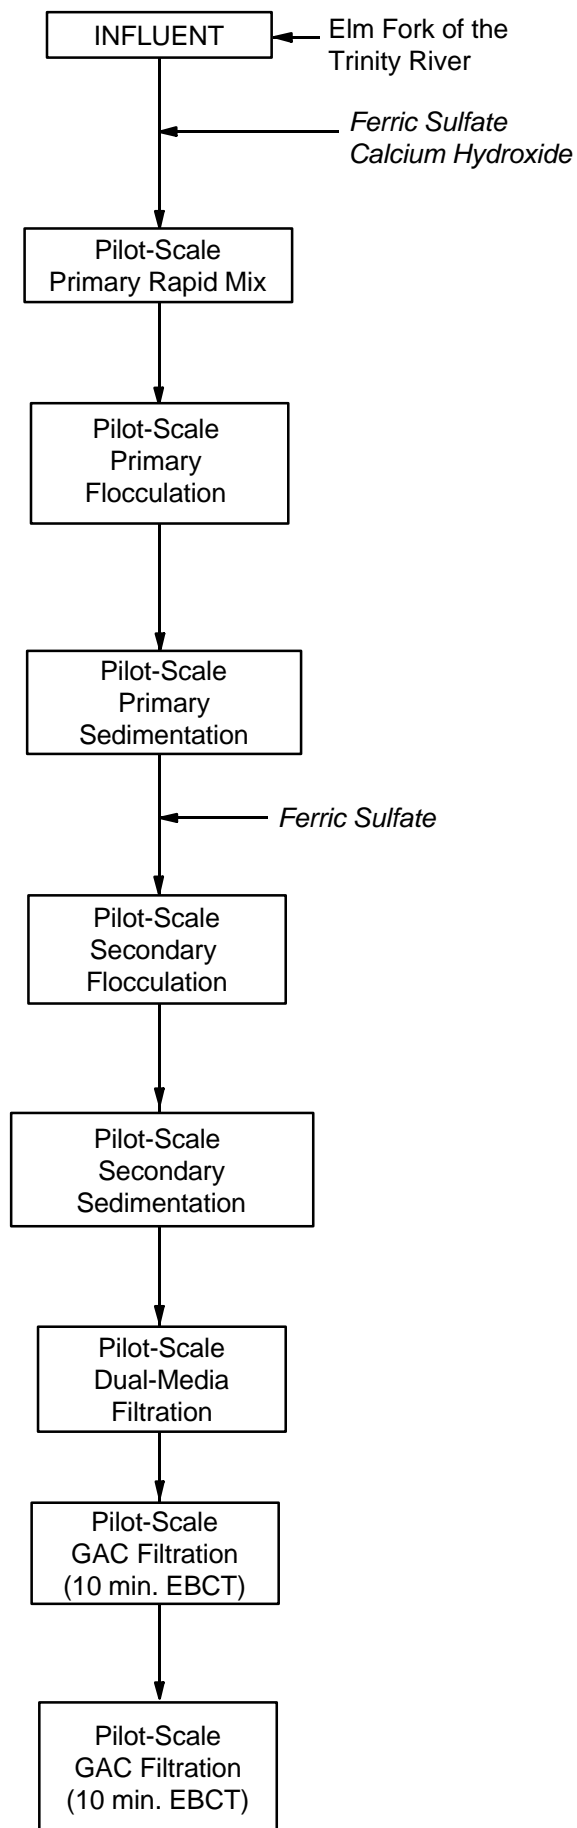 INFLUENT
Elm Fork of the
Trinity River
Ferric Sulfate
Calcium Hydroxide
Pilot-Scale
Primary Rapid Mix
Pilot-Scale
Primary
Flocculation
Pilot-Scale
Primary
Sedimentation
Ferric Sulfate
Pilot-Scale
Secondary
Flocculation
Pilot-Scale
Secondary
Sedimentation
Pilot-Scale
Dual-Media
Filtration
Pilot-Scale
GAC Filtration
(10 min. EBCT)
Pilot-Scale
GAC Filtration
(10 min. EBCT)